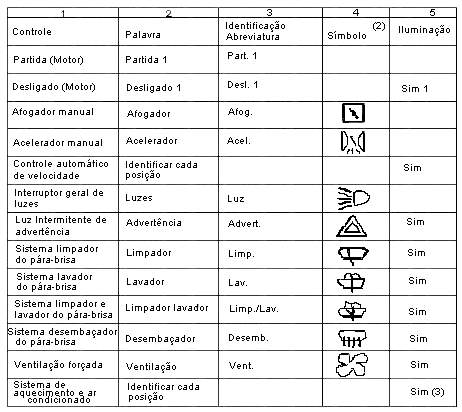 1 2 3 4 5
Controle Palavra Identificação Abreviatura Símbolo (2) Iluminação
Partida (Motor) Partida 1 Part. 1
Desligado (Motor) Desligado 1 Desl. 1 Sim 1
Afogador manual Afogador Afog.
Acelerador manual Acelerador Acel.
Controle automático de velocidade Identificar cada posição Sim
Interruptor geral de luzes Luzes Luz
Luz Intermitente de advertência Advertência Advert. Sim
Sistema limpador do pára-brisa Limpador Limp. Sim
Sistema lavador do pára-brisa Lavador Lav. Sim
Sistema limpador e lavador do pára-brisa Limpador lavador Limp./Lav. Sim
Sistema desembaçador do pára-brisa Desembaçador Desemb. Sim
Ventilação forçada Ventilação Vent. Sim
Sistema de aquecimento e ar condicionado Identificar cada posição Sim (3)